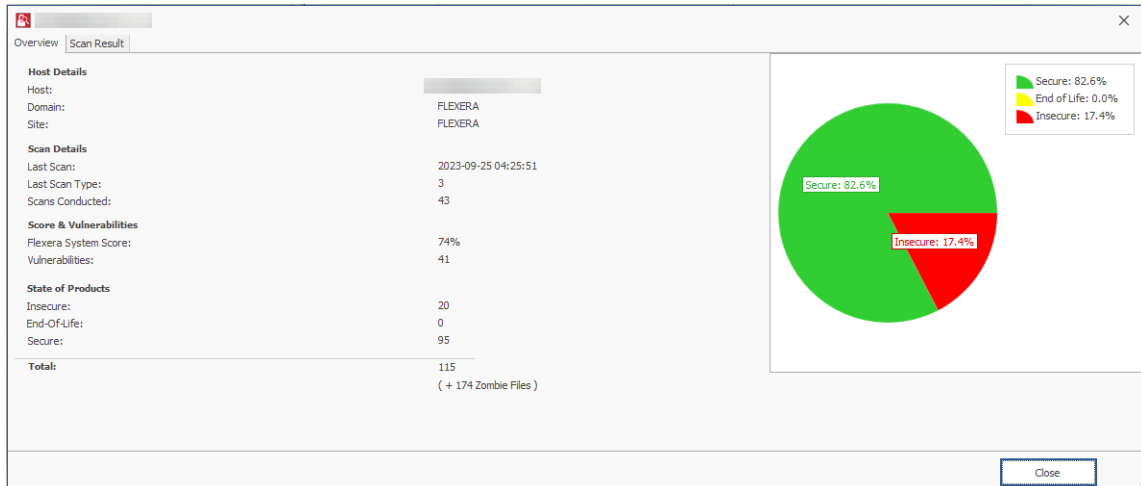 Overview Scan Result
Host Details
Host:
Domain: FLEXERA
Site: FLEXERA
Scan Details
Last Scan: 2023-09-25 04:25:51
Last Scan Type: 3
Scans Conducted: 43
Score & Vulnerabilities
Flexera System Score: 74%
Vulnerabilities: 41
State of Products
Insecure: 20
End-Of-Life: 0
Secure: 95
Total: 115
( + 174 Zombie Files )
Secure: 82.6%
End of Life: 0.0%
Insecure: 17.4%
Secure: 82.6%
Insecure: 17.4%
Close